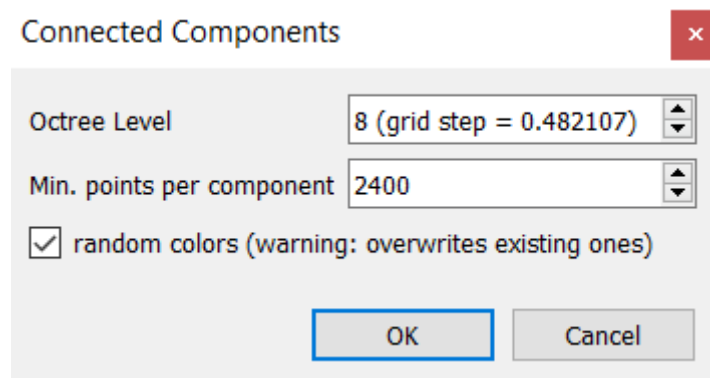 Connected Components
Octree Level
8 (grid step = 0.482107)
Min. points per component
2400
random colors (warning: overwrites existing ones)
OK
Cancel